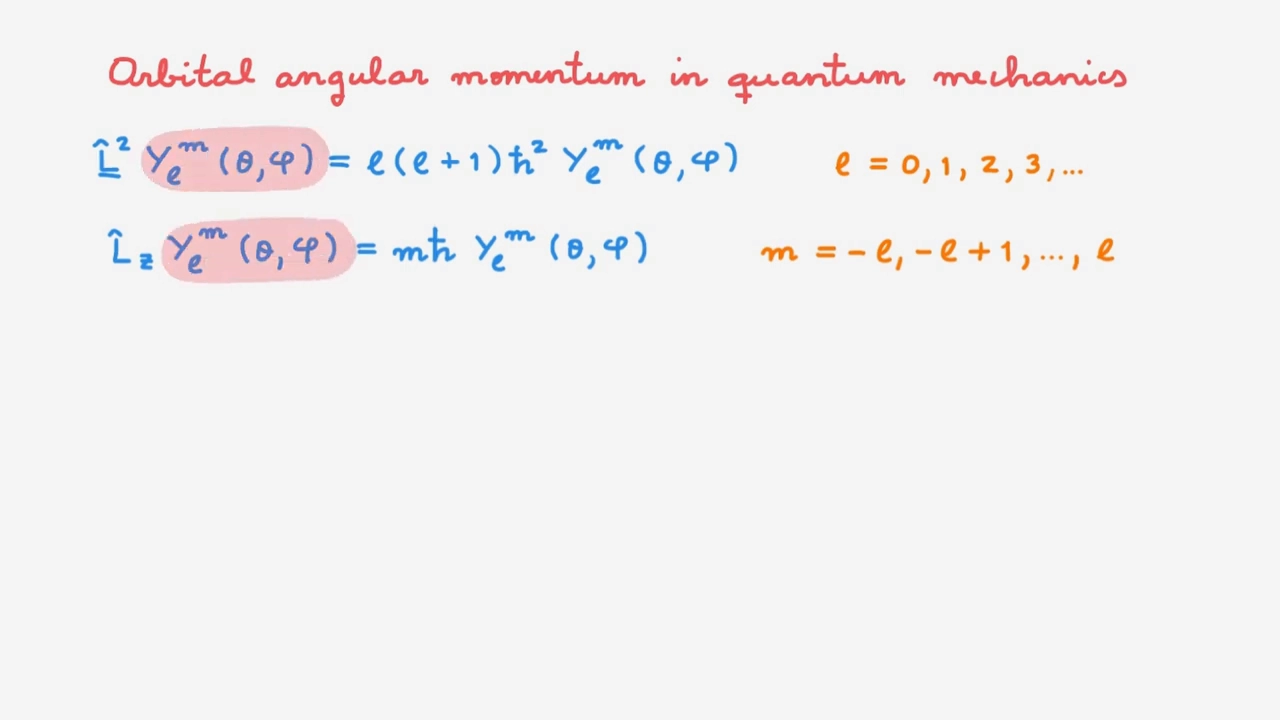 Orbital angular momentum in quantum mechanics
L̂² Yₗᵐ(θ,φ) = ℓ(ℓ+1)ħ² Yₗᵐ(θ,φ) ℓ = 0, 1, 2, 3, ...
L̂z Yₗᵐ(θ,φ) = mħ Yₗᵐ(θ,φ) m = -ℓ, -ℓ+1, ..., ℓ